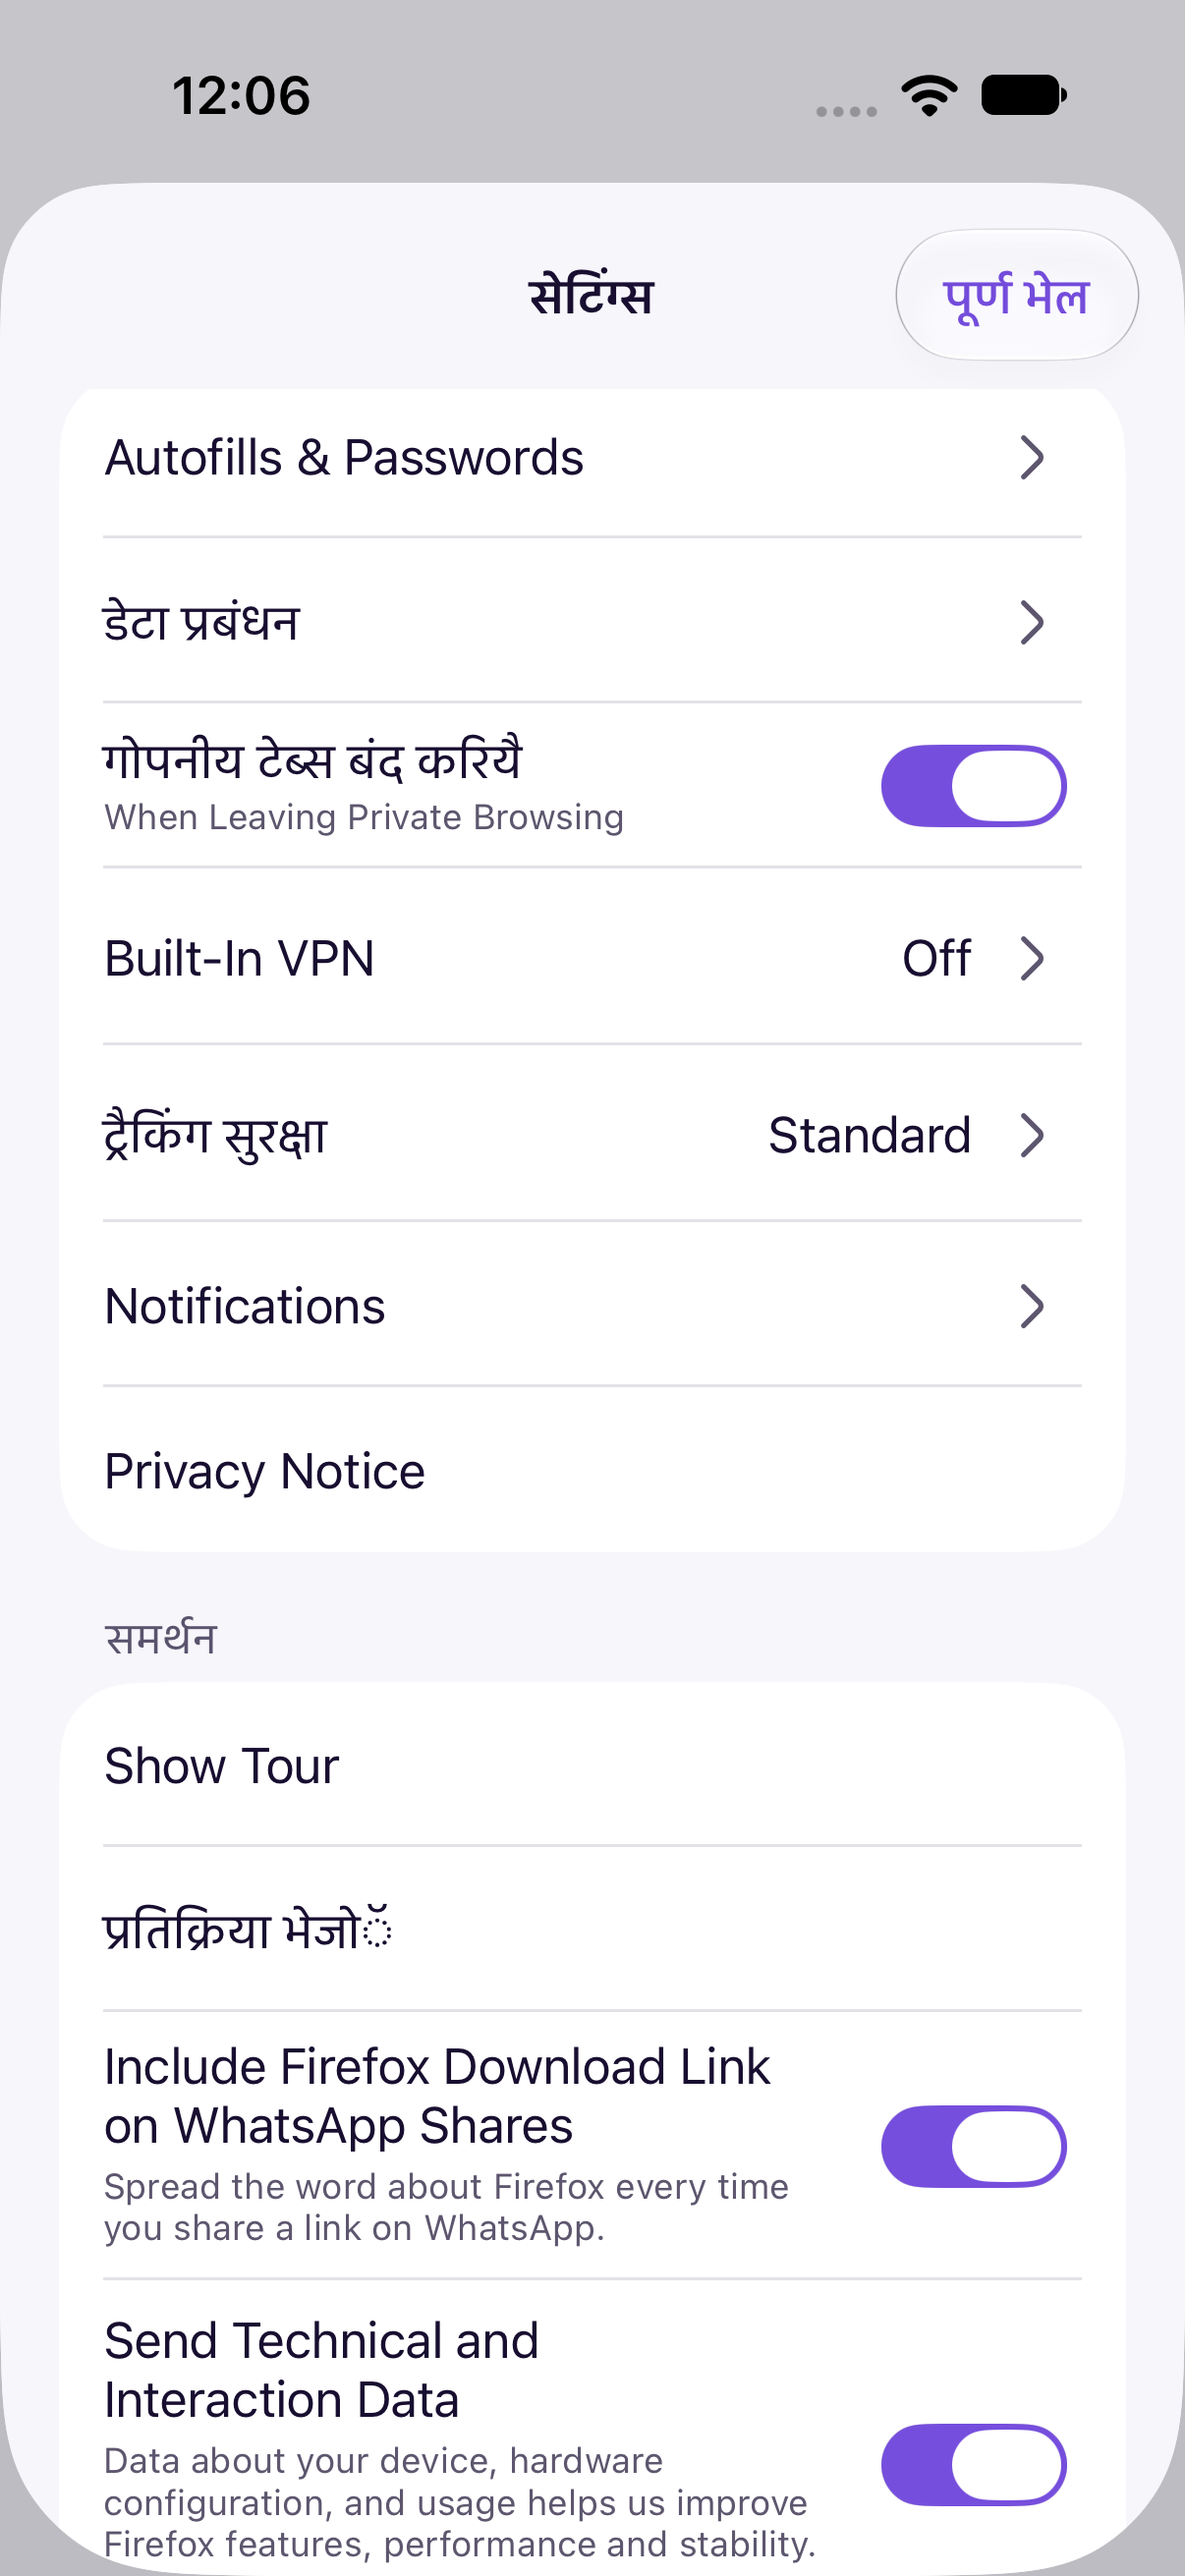 12:06
सेटिंग्स
पूर्ण भेल
Autofills & Passwords
डेटा प्रबंधन
गोपनीय टेब्स बंद करियै
When Leaving Private Browsing
Built-In VPN
Off
ट्रैकिंग सुरक्षा
Standard
Notifications
Privacy Notice
समर्थन
Show Tour
प्रतिक्रिया भेजोॅ
Include Firefox Download Link
on WhatsApp Shares
Spread the word about Firefox every time
you share a link on WhatsApp.
Send Technical and
Interaction Data
Data about your device, hardware
configuration, and usage helps us improve
Firefox features, performance and stability.